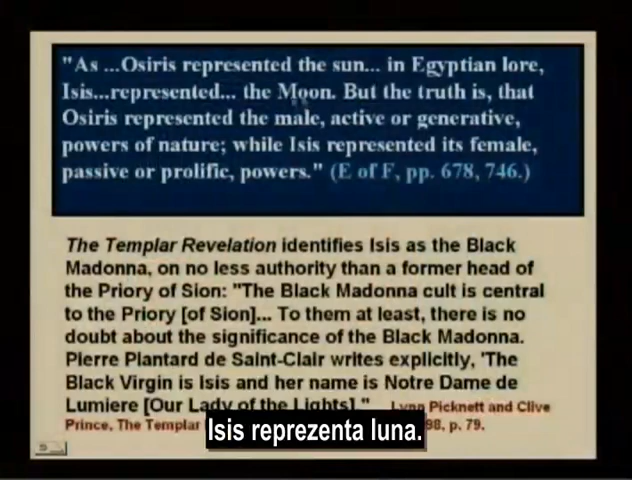 "As ...Osiris represented the sun... in Egyptian lore,
Isis...represented... the Moon. But the truth is, that
Osiris represented the male, active or generative,
powers of nature; while Isis represented its female,
passive or prolific, powers." (E of F, pp. 678, 746.)
The Templar Revelation identifies Isis as the Black
Madonna, on no less authority than a former head of
the Priory of Sion: "The Black Madonna cult is central
to the Priory [of Sion]... To them at least, there is no
doubt about the significance of the Black Madonna.
Pierre Plantard de Saint-Clair writes explicitly, 'The
Black Virgin is Isis and her name is Notre Dame de
Lumiere [Our Lady of the Lights]." Lynn Picknett and Clive
Prince, The Templar 98, p. 79.
Isis reprezenta luna.